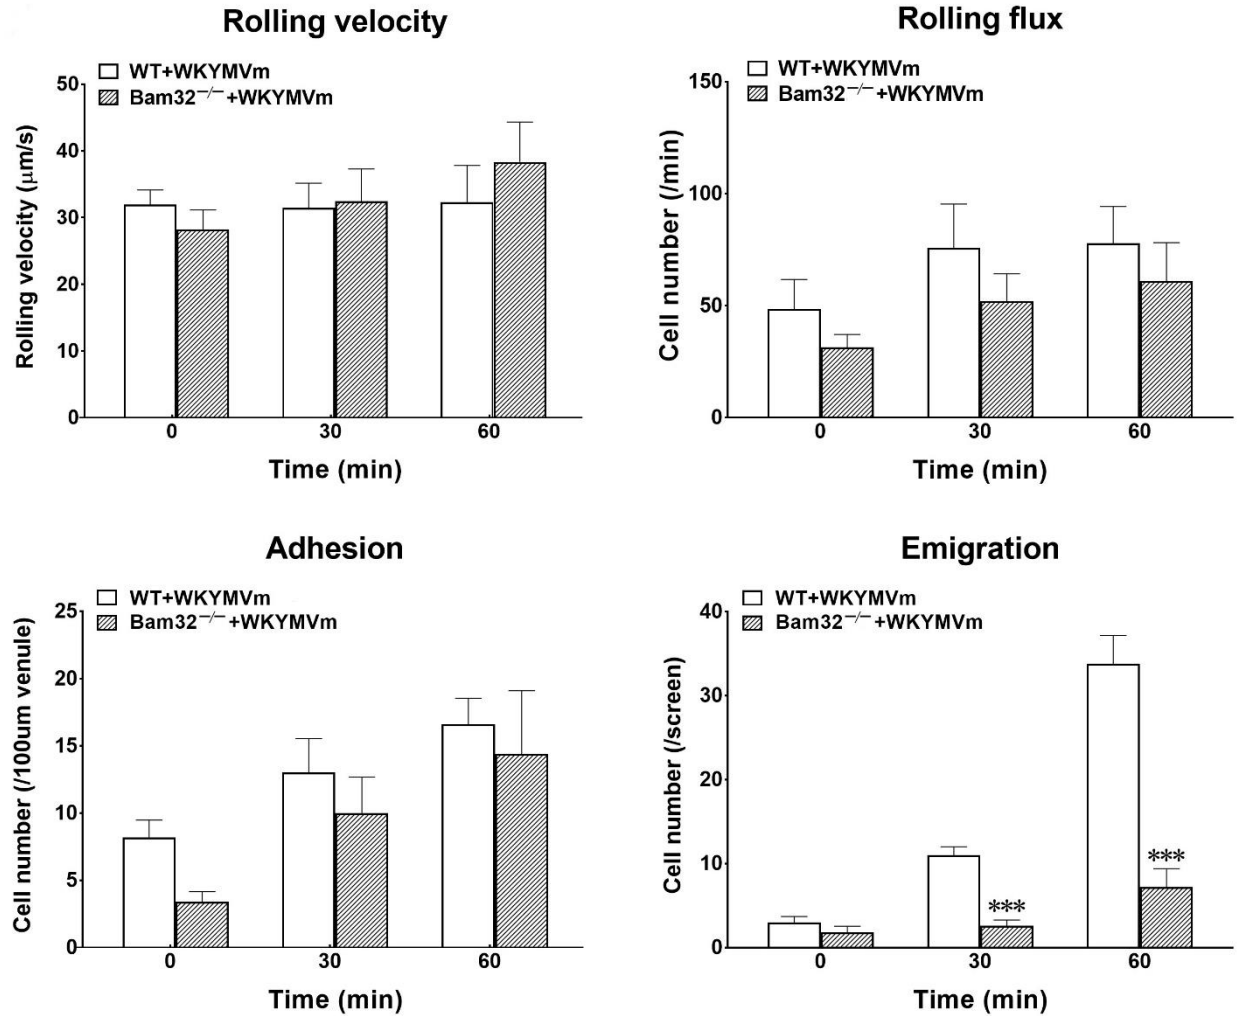 Rolling velocity
WT+WKYMVm
Bam32−/−+WKYMVm
Rolling velocity (μm/s)
50
40
30
20
10
0
0 30 60
Time (min)
Rolling flux
WT+WKYMVm
Bam32−/−+WKYMVm
Cell number (/min)
150
100
50
0
0 30 60
Time (min)
Adhesion
WT+WKYMVm
Bam32−/−+WKYMVm
Cell number (/100um venule)
25
20
15
10
5
0
0 30 60
Time (min)
Emigration
WT+WKYMVm
Bam32−/−+WKYMVm
Cell number (/screen)
40
30
20
10
0
***
***
0 30 60
Time (min)